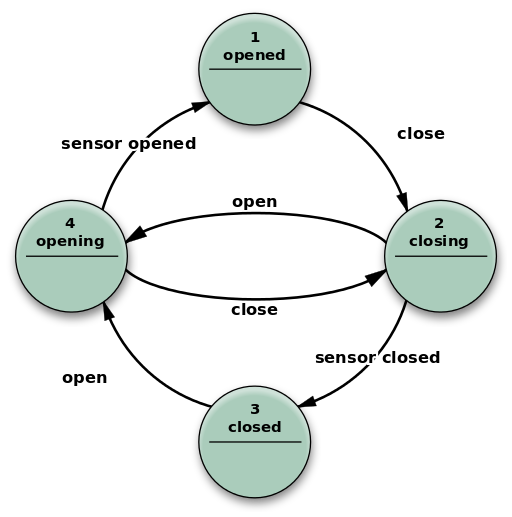 1
opened
sensor opened
close
open
4
opening
2
closing
close
sensor closed
open
3
closed